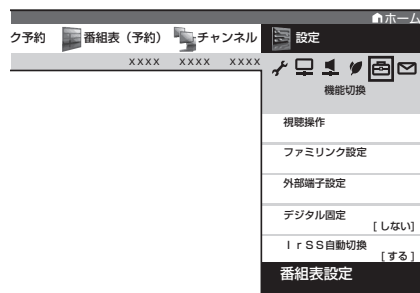 ホーム
ク予約 番組表（予約） チャンネル 設定
xxxx xxxx xxxx
機能切換
視聴操作
ファミリンク設定
外部端子設定
デジタル固定
[しない]
IrSS自動切換
[する]
番組表設定